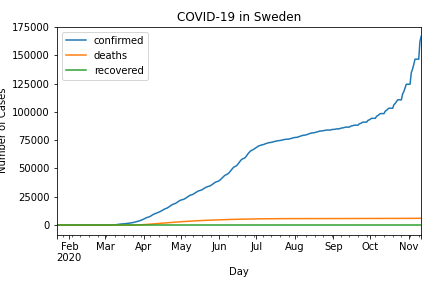 COVID-19 in Sweden
confirmed
deaths
recovered
175000
150000
125000
100000
75000
50000
25000
0
Number of Cases
Feb
2020
Mar
Apr
May
Jun
Jul
Aug
Sep
Oct
Nov
Day